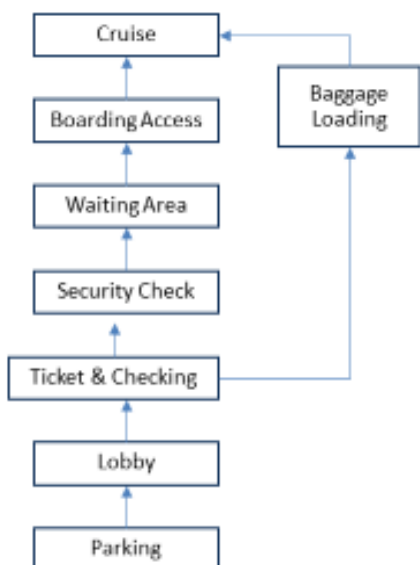 Cruise
Baggage
Loading
Boarding Access
Waiting Area
Security Check
Ticket & Checking
Lobby
Parking